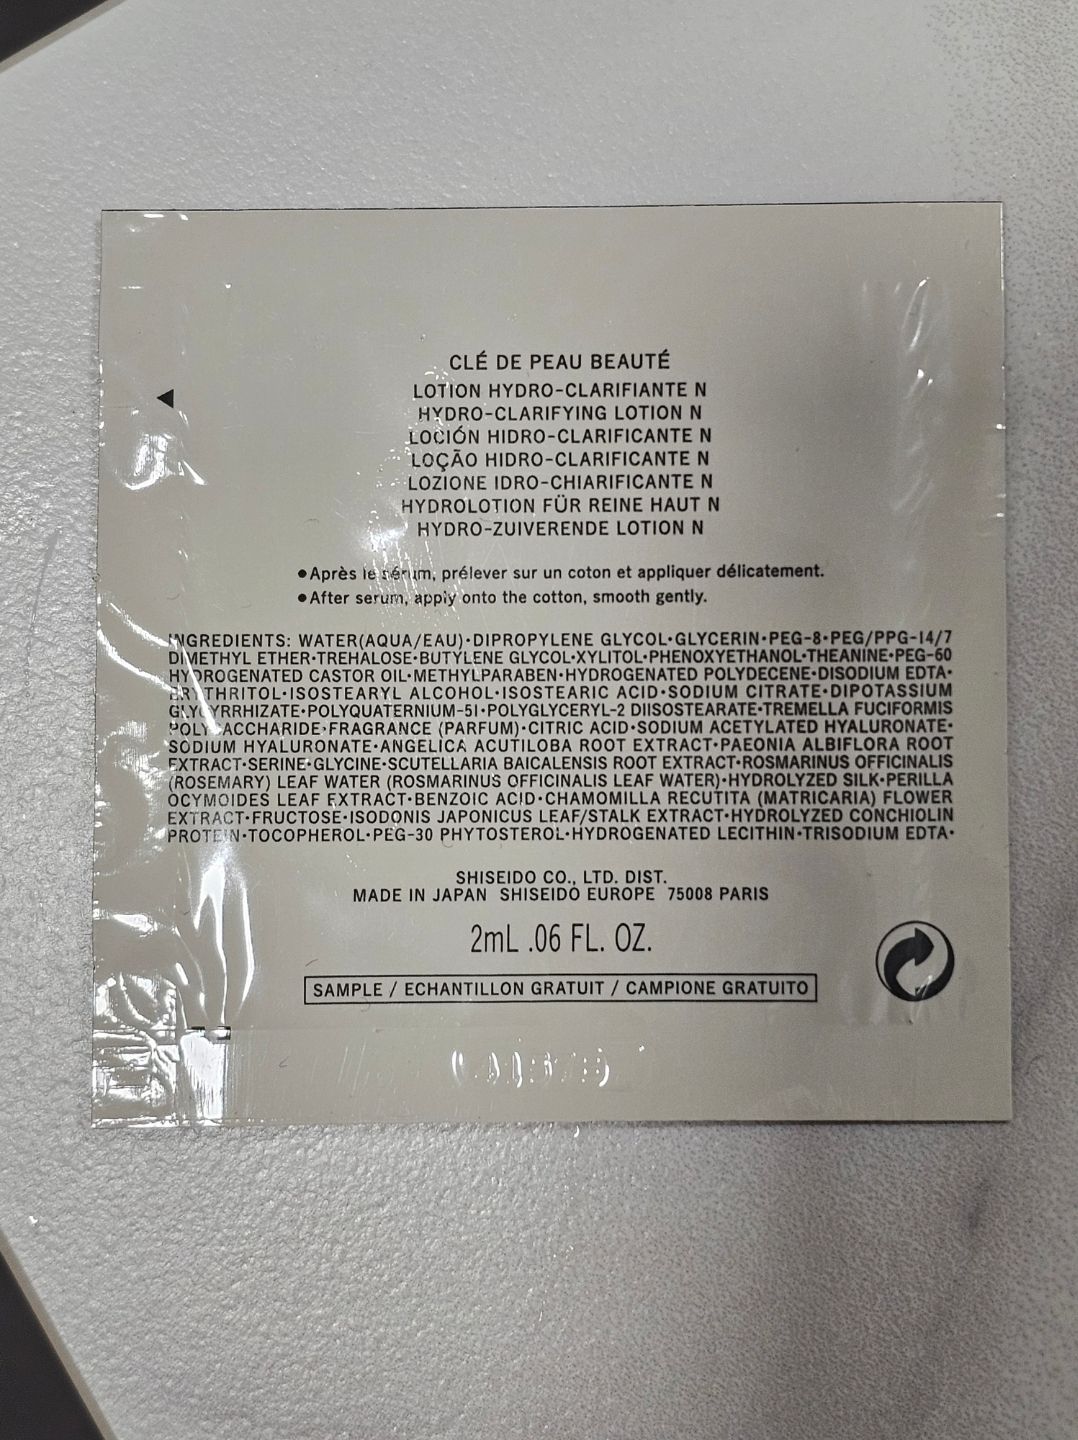 CLÉ DE PEAU BEAUTÉ
LOTION HYDRO-CLARIFIANTE N
HYDRO-CLARIFYING LOTION N
LOCIÓN HIDRO-CLARIFICANTE N
LOÇÃO HIDRO-CLARIFICANTE N
LOZIONE IDRO-CHIARIFICANTE N
HYDROLOTION FÜR REINE HAUT N
HYDRO-ZUIVERENDE LOTION N
●Après le sérum, prélever sur un coton et appliquer délicatement.
●After serum, apply onto the cotton, smooth gently.
INGREDIENTS: WATER(AQUA/EAU)·DIPROPYLENE GLYCOL·GLYCERIN·PEG-8·PEG/PPG-14/7
DIMETHYL ETHER·TREHALOSE·BUTYLENE GLYCOL·XYLITOL·PHENOXYETHANOL·THEANINE·PEG-60
HYDROGENATED CASTOR OIL·METHYLPARABEN·HYDROGENATED POLYDECENE·DISODIUM EDTA·
ERYTHRITOL·ISOSTEARYL ALCOHOL·ISOSTEARIC ACID·SODIUM CITRATE·DIPOTASSIUM
GLYCYRRHIZATE·POLYQUATERNIUM-51·POLYGLYCERYL-2 DIISOSTEARATE·TREMELLA FUCIFORMIS
POLYSACCHARIDE·FRAGRANCE (PARFUM)·CITRIC ACID·SODIUM ACETYLATED HYALURONATE·
SODIUM HYALURONATE·ANGELICA ACUTILOBA ROOT EXTRACT·PAEONIA ALBIFLORA ROOT
EXTRACT·SERINE·GLYCINE·SCUTELLARIA BAICALENSIS ROOT EXTRACT·ROSMARINUS OFFICINALIS
(ROSEMARY) LEAF WATER (ROSMARINUS OFFICINALIS LEAF WATER)·HYDROLYZED SILK·PERILLA
OCYMOIDES LEAF EXTRACT·BENZOIC ACID·CHAMOMILLA RECUTITA (MATRICARIA) FLOWER
EXTRACT·FRUCTOSE·ISODONIS JAPONICUS LEAF/STALK EXTRACT·HYDROLYZED CONCHIOLIN
PROTEIN·TOCOPHEROL·PEG-30 PHYTOSTEROL·HYDROGENATED LECITHIN·TRISODIUM EDTA·
SHISEIDO CO., LTD. DIST.
MADE IN JAPAN SHISEIDO EUROPE 75008 PARIS
2mL .06 FL. OZ.
SAMPLE / ECHANTILLON GRATUIT / CAMPIONE GRATUITO